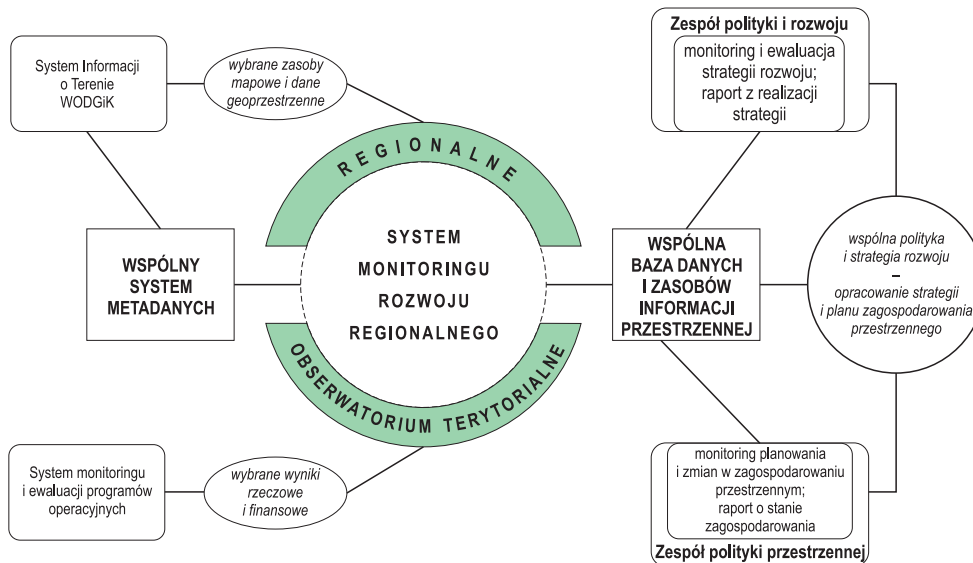 System Informacji
o Terenie
WODGiK
wybrane zasoby
mapowe i dane
geoprzestrzenne
Zespół polityki i rozwoju
monitoring i ewaluacja
strategii rozwoju;
raport z realizacji
strategii
REGIONALNE
WSPÓLNY
SYSTEM
METADANYCH
SYSTEM
MONITORINGU
ROZWOJU
REGIONALNEGO
WSPÓLNA
BAZA DANYCH
I ZASOBÓW
INFORMACJI
PRZESTRZENNEJ
wspólna polityka
i strategia rozwoju
–
opracowanie strategii
i planu zagospodarowania
przestrzennego
OBSERWATORIUM TERYTORIALNE
System monitoringu
i ewaluacji programów
operacyjnych
wybrane wyniki
rzeczowe
i finansowe
monitoring planowania
i zmian w zagospodarowaniu
przestrzennym;
raport o stanie
zagospodarowania
Zespół polityki przestrzennej